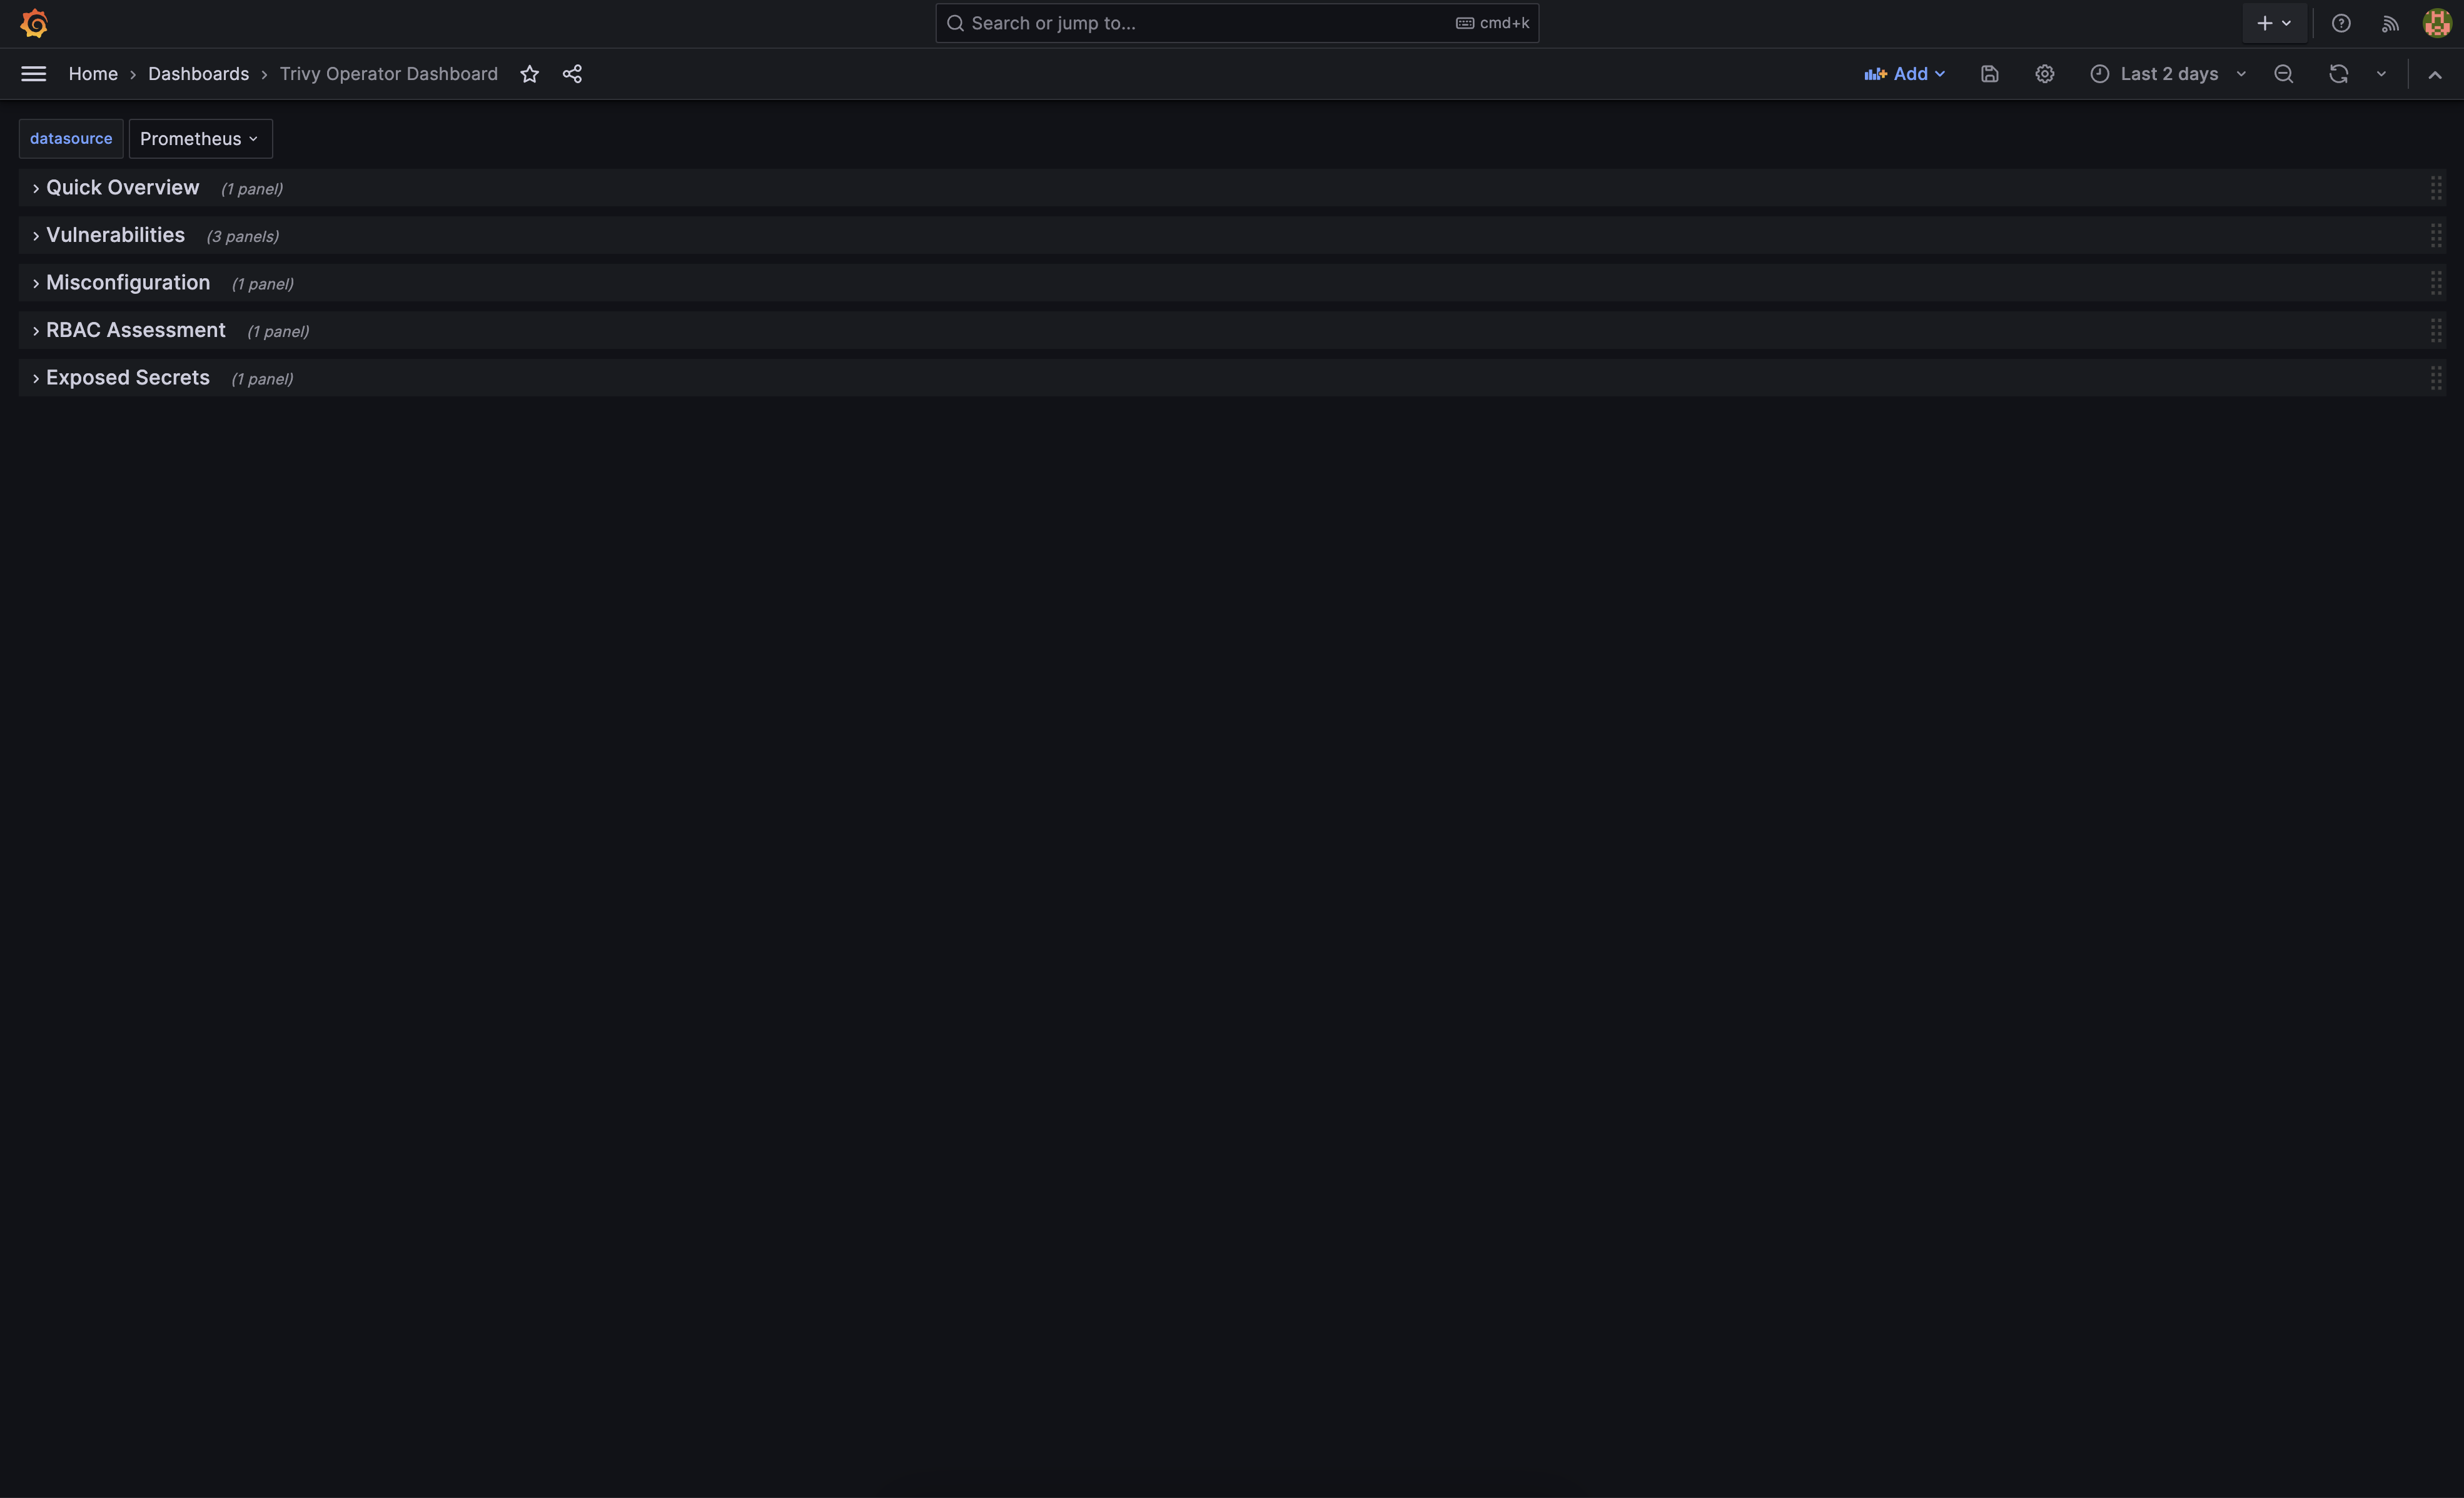 Search or jump to... cmd+k
Home › Dashboards › Trivy Operator Dashboard Add Last 2 days
datasource Prometheus
Quick Overview (1 panel)
Vulnerabilities (3 panels)
Misconfiguration (1 panel)
RBAC Assessment (1 panel)
Exposed Secrets (1 panel)